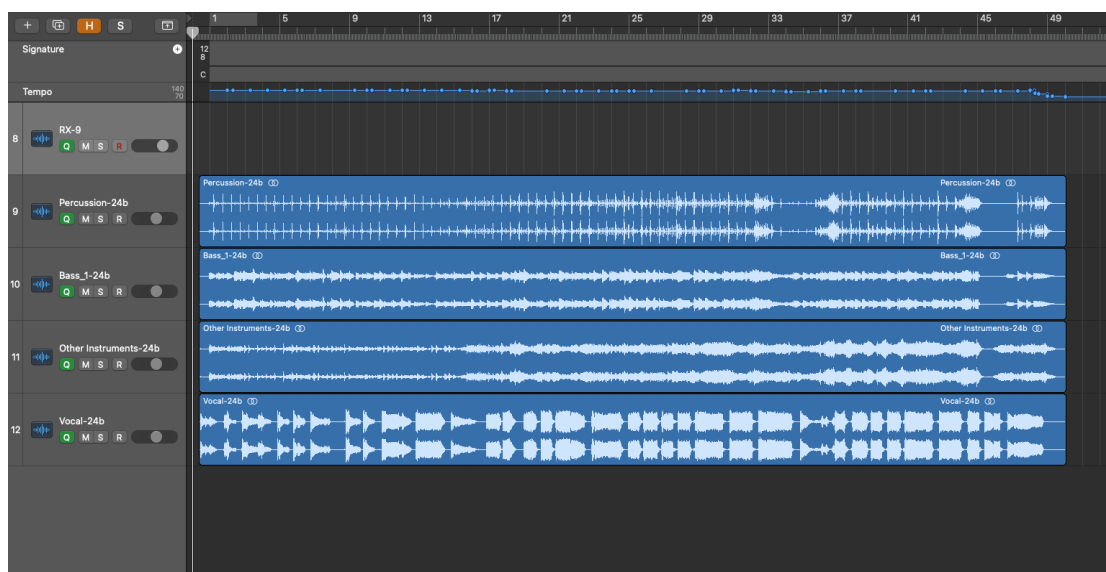 H S
1 5 9 13 17 21 25 29 33 37 41 45 49
Signature
12
8
C
Tempo
140
70
8 RX-9
Q M S R
Percussion-24b Percussion-24b
9 Percussion-24b
Q M S R
Bass_1-24b Bass_1-24b
10 Bass_1-24b
Q M S R
Other Instruments-24b Other Instruments-24b
11 Other Instruments-24b
Q M S R
Vocal-24b Vocal-24b
12 Vocal-24b
Q M S R